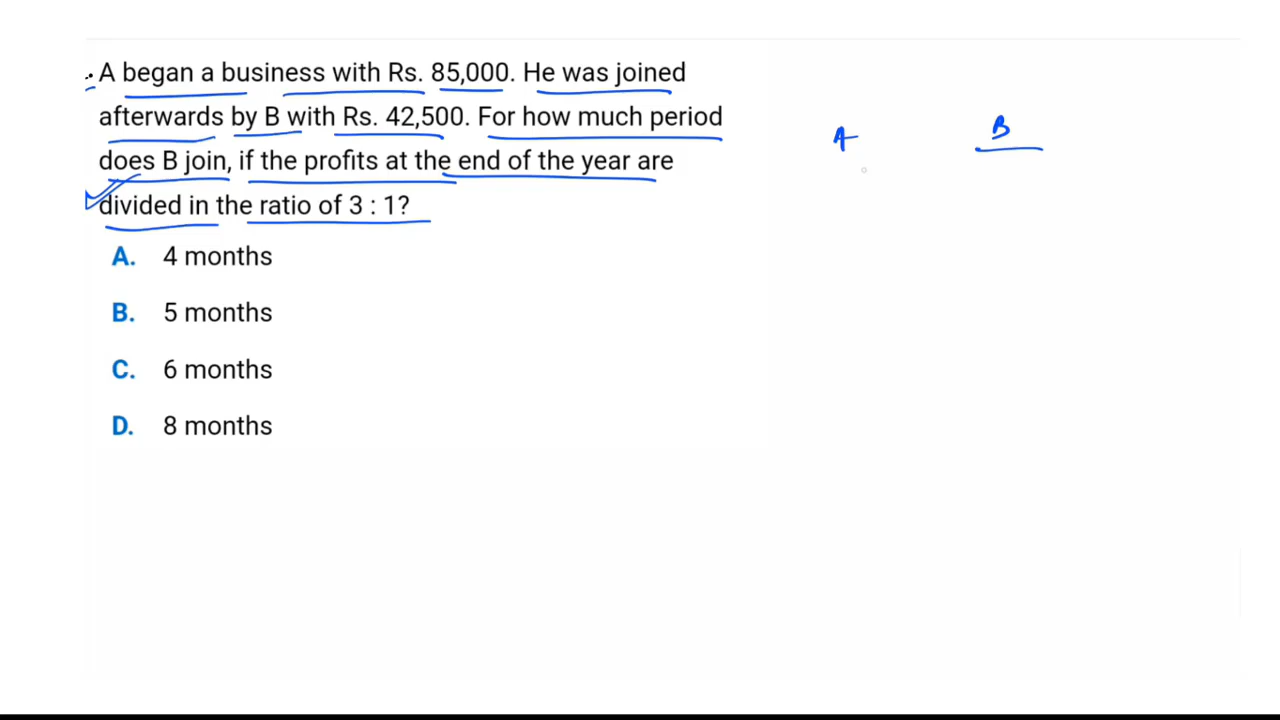 A began a business with Rs. 85,000. He was joined
afterwards by B with Rs. 42,500. For how much period
does B join, if the profits at the end of the year are
divided in the ratio of 3 : 1?
A. 4 months
B. 5 months
C. 6 months
D. 8 months
A B